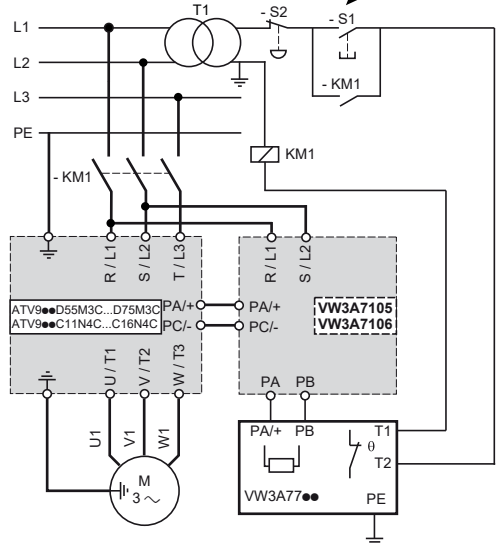 T1
- S2
- S1
L1
L2
L3
PE
- KM1
KM1
- KM1
R / L1
S / L2
T / L3
R / L1
S / L2
ATV9●●D55M3C...D75M3C
ATV9●●C11N4C...C16N4C
PA/+
PC/-
PA/+
PC/-
VW3A7105
VW3A7106
U / T1
V / T2
W / T3
PA
PB
U1
V1
W1
M
3 ~
PA/+
PB
T1
θ
T2
VW3A77●●
PE